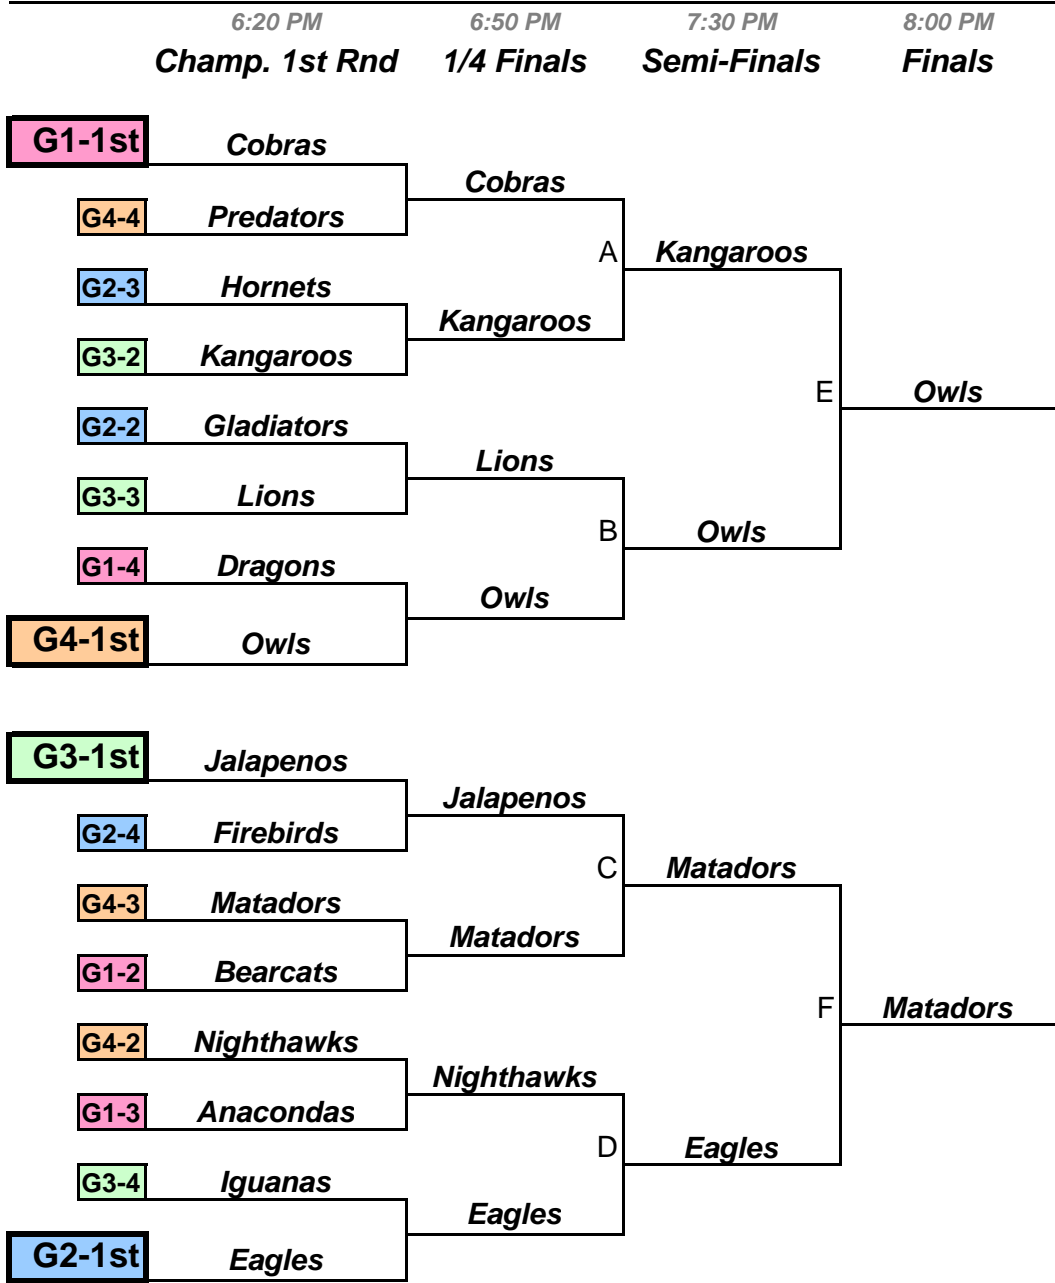 6:20 PM 6:50 PM 7:30 PM 8:00 PM
Champ. 1st Rnd 1/4 Finals Semi-Finals Finals
G1-1st Cobras
Cobras
G4-4 Predators
A Kangaroos
G2-3 Hornets
Kangaroos
G3-2 Kangaroos
E Owls
G2-2 Gladiators
Lions
G3-3 Lions
B Owls
G1-4 Dragons
Owls
G4-1st Owls
G3-1st Jalapenos
Jalapenos
G2-4 Firebirds
C Matadors
G4-3 Matadors
Matadors
G1-2 Bearcats
F Matadors
G4-2 Nighthawks
Nighthawks
G1-3 Anacondas
D Eagles
G3-4 Iguanas
Eagles
G2-1st Eagles